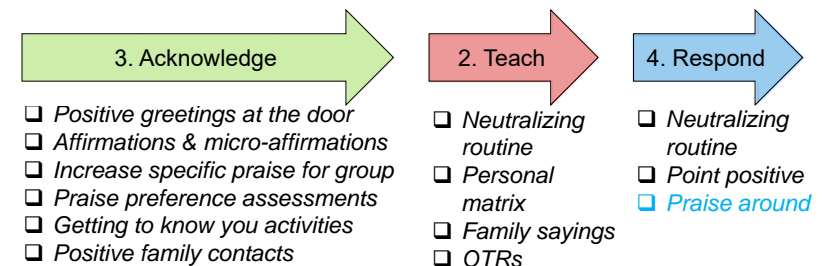 3. Acknowledge
❑ Positive greetings at the door
❑ Affirmations & micro-affirmations
❑ Increase specific praise for group
❑ Praise preference assessments
❑ Getting to know you activities
❑ Positive family contacts
2. Teach
❑ Neutralizing
routine
❑ Personal
matrix
❑ Family sayings
❑ OTRs
4. Respond
❑ Neutralizing
routine
❑ Point positive
❑ Praise around